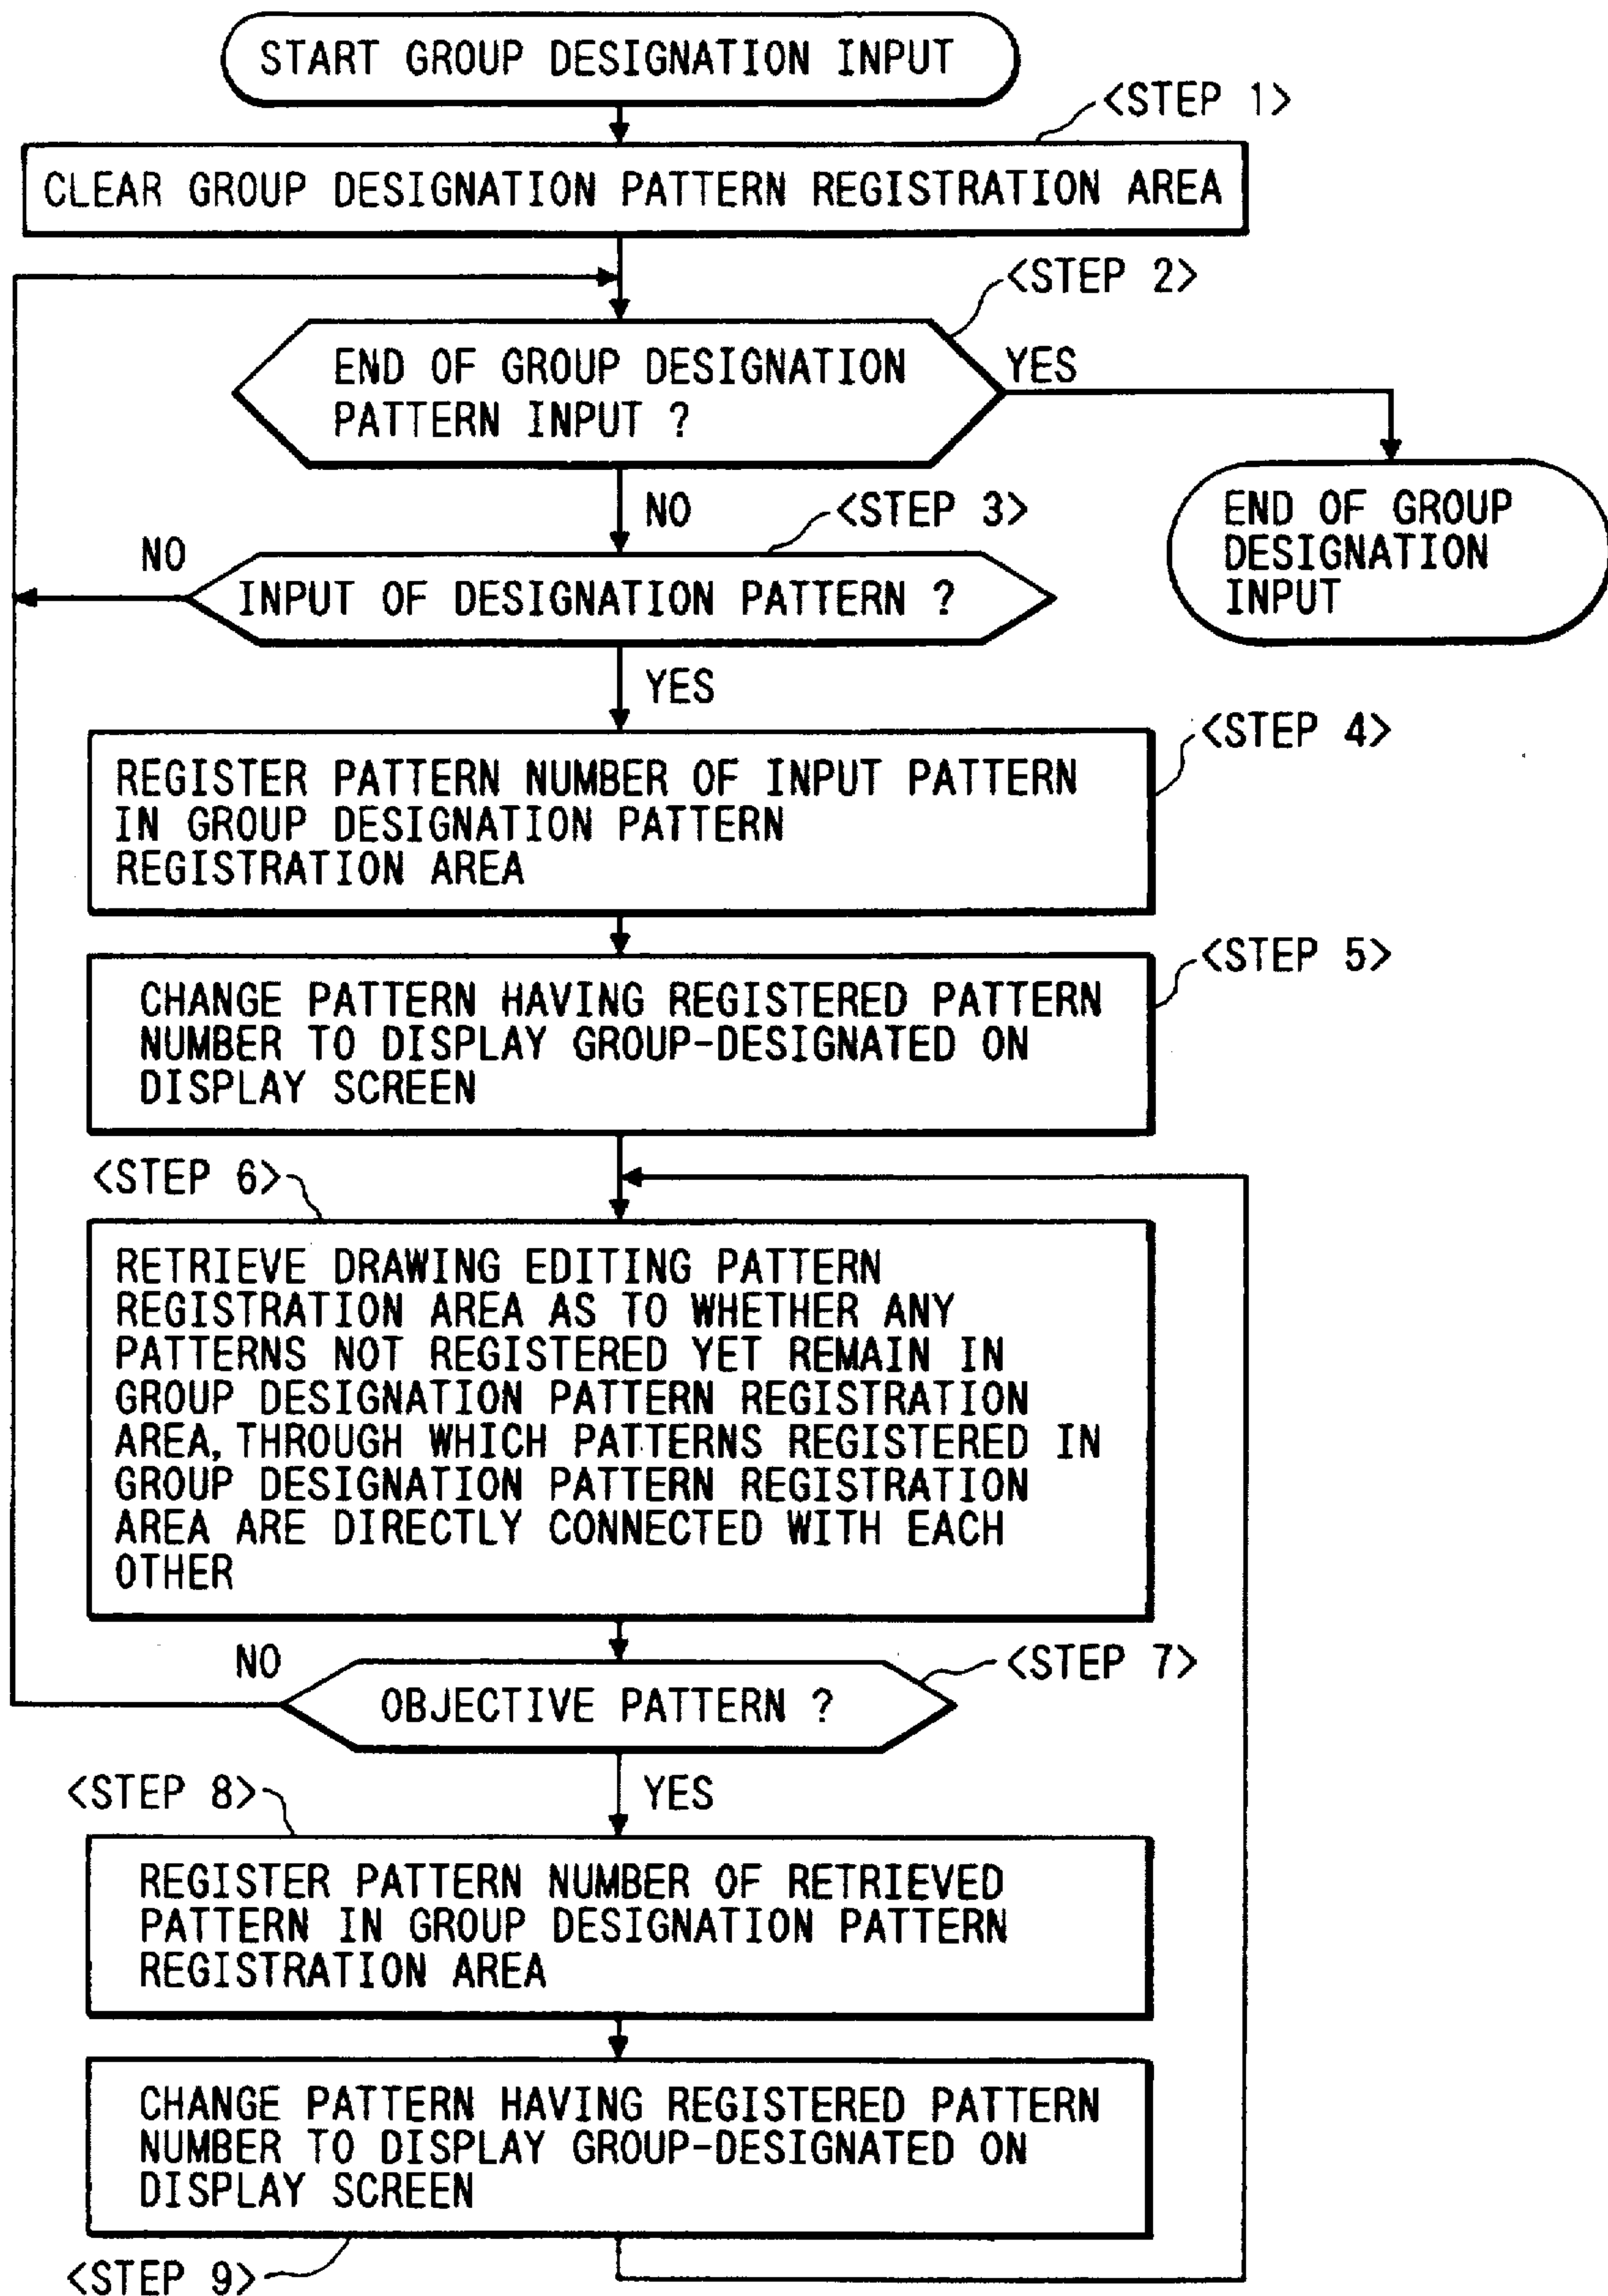 START GROUP DESIGNATION INPUT
<STEP 1>
CLEAR GROUP DESIGNATION PATTERN REGISTRATION AREA
<STEP 2>
END OF GROUP DESIGNATION
PATTERN INPUT ?
YES
NO
END OF GROUP
DESIGNATION
INPUT
<STEP 3>
NO
INPUT OF DESIGNATION PATTERN ?
YES
<STEP 4>
REGISTER PATTERN NUMBER OF INPUT PATTERN
IN GROUP DESIGNATION PATTERN
REGISTRATION AREA
<STEP 5>
CHANGE PATTERN HAVING REGISTERED PATTERN
NUMBER TO DISPLAY GROUP-DESIGNATED ON
DISPLAY SCREEN
<STEP 6>
RETRIEVE DRAWING EDITING PATTERN
REGISTRATION AREA AS TO WHETHER ANY
PATTERNS NOT REGISTERED YET REMAIN IN
GROUP DESIGNATION PATTERN REGISTRATION
AREA, THROUGH WHICH PATTERNS REGISTERED IN
GROUP DESIGNATION PATTERN REGISTRATION
AREA ARE DIRECTLY CONNECTED WITH EACH
OTHER
NO
<STEP 7>
OBJECTIVE PATTERN ?
YES
<STEP 8>
REGISTER PATTERN NUMBER OF RETRIEVED
PATTERN IN GROUP DESIGNATION PATTERN
REGISTRATION AREA
CHANGE PATTERN HAVING REGISTERED PATTERN
NUMBER TO DISPLAY GROUP-DESIGNATED ON
DISPLAY SCREEN
<STEP 9>